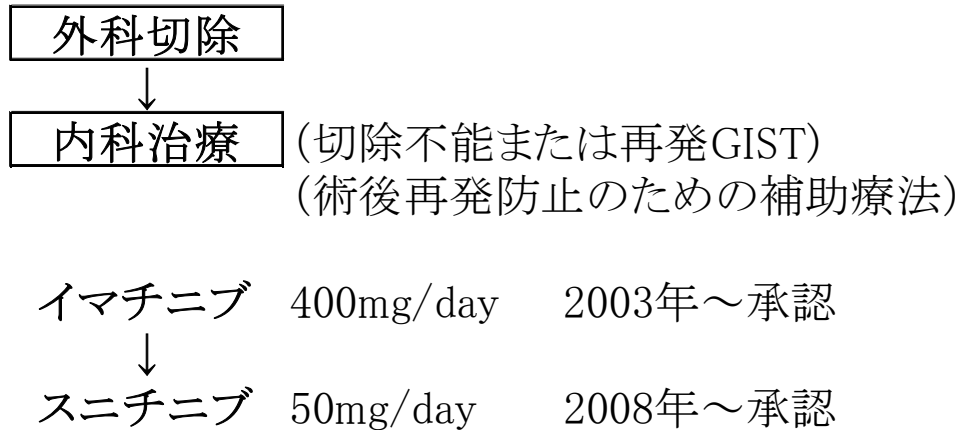 外科切除
↓
内科治療 (切除不能または再発GIST)
(術後再発防止のための補助療法)
イマチニブ 400mg/day 2003年～承認
↓
スニチニブ 50mg/day 2008年～承認